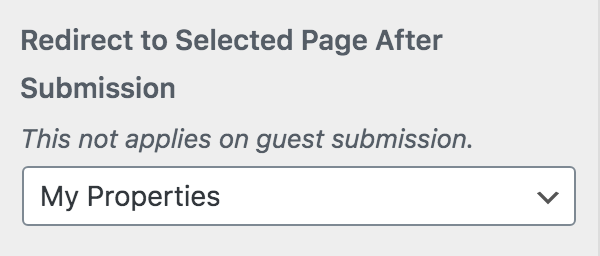 Redirect to Selected Page After
Submission
This not applies on guest submission.
My Properties